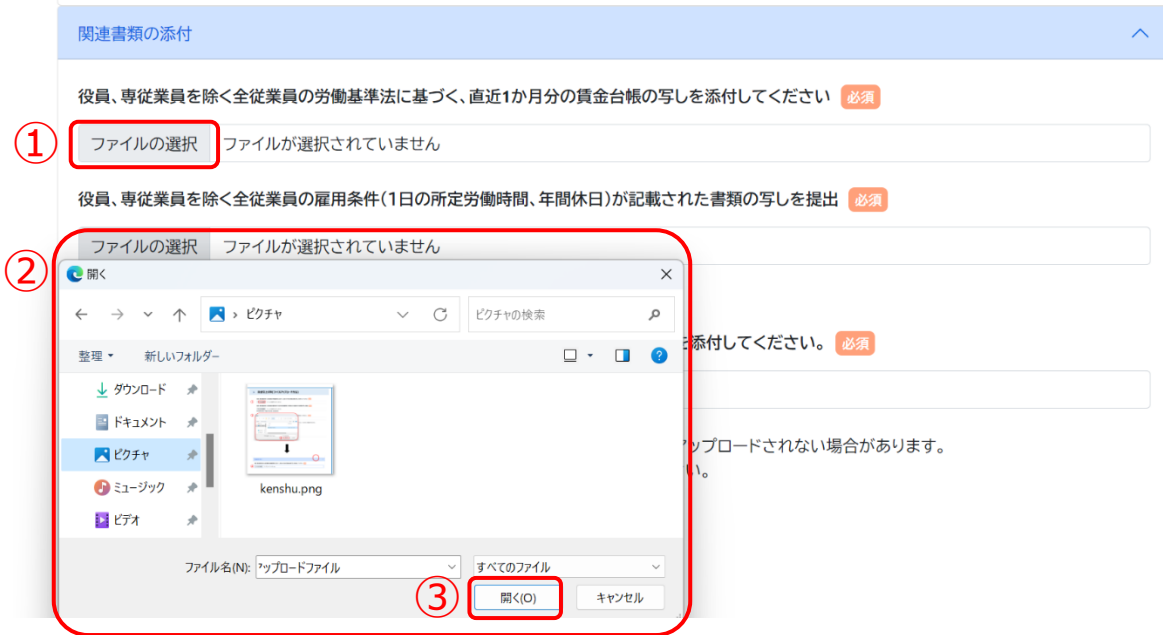 関連書類の添付
役員、専従業員を除く全従業員の労働基準法に基づく、直近1か月分の賃金台帳の写しを添付してください 必須
① ファイルの選択 ファイルが選択されていません
役員、専従業員を除く全従業員の雇用条件(1日の所定労働時間、年間休日)が記載された書類の写しを提出 必須
ファイルの選択 ファイルが選択されていません
②
開く
ピクチャ ピクチャの検索
添付してください。 必須
整理 新しいフォルダー
ダウンロード
ドキュメント
ピクチャ
ミュージック
ビデオ
kenshu.png
ップロードされない場合があります。
い。
ファイル名(N): ップロードファイル すべてのファイル
③ 開く(O) キャンセル